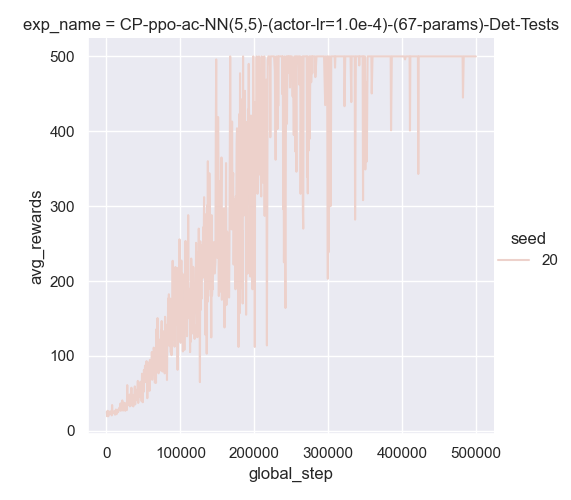 exp_name = CP-ppo-ac-NN(5,5)-(actor-lr=1.0e-4)-(67-params)-Det-Tests
500
400
300
200
100
0
avg_rewards
0 100000 200000 300000 400000 500000
global_step
seed
20